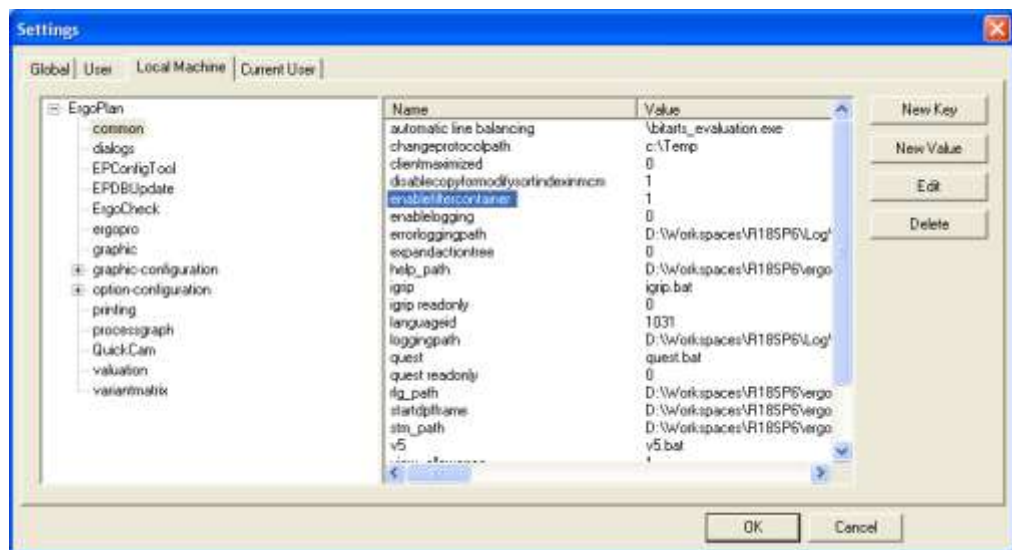 Settings
Global User Local Machine Current User
ErgoPlan
common
dialogs
EPConfigTool
EPDBUpdate
ErgoCheck
ergopro
graphic
graphic-configuration
option-configuration
printing
processgraph
QuickCam
valuation
variantmatrix
Name Value
automatic line balancing \bitarts_evaluation.exe
changeprotocolpath c:\Temp
clientmaximized 0
disablecopyformodifysortindexinmcm 1
enablefiltercontainer 1
enablelogging 0
errorloggingpath D:\Workspaces\R18SP6\Log\
expandactiontree 0
help_path D:\Workspaces\R18SP6\ergo
igrip igrip.bat
igrip readonly 0
languageid 1031
loggingpath D:\Workspaces\R18SP6\Log\
quest quest.bat
quest readonly 0
rlg_path D:\Workspaces\R18SP6\ergo
startdptframe D:\Workspaces\R18SP6\ergo
stm_path D:\Workspaces\R18SP6\ergo
v5 v5.bat
New Key
New Value
Edit
Delete
OK Cancel